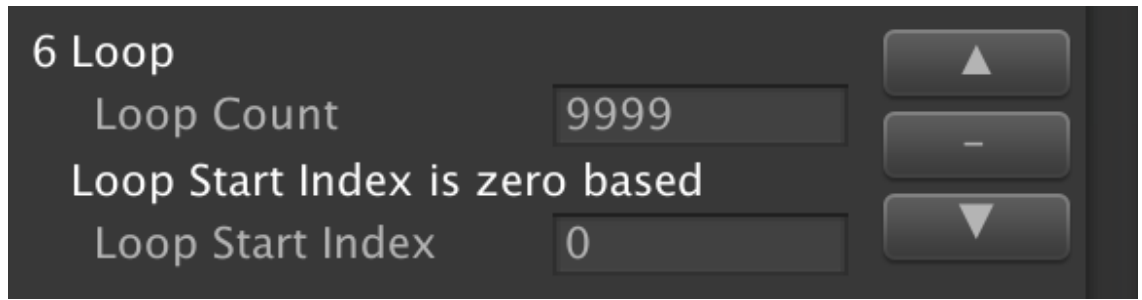 6 Loop
Loop Count 9999
Loop Start Index is zero based
Loop Start Index 0
▲
-
▼